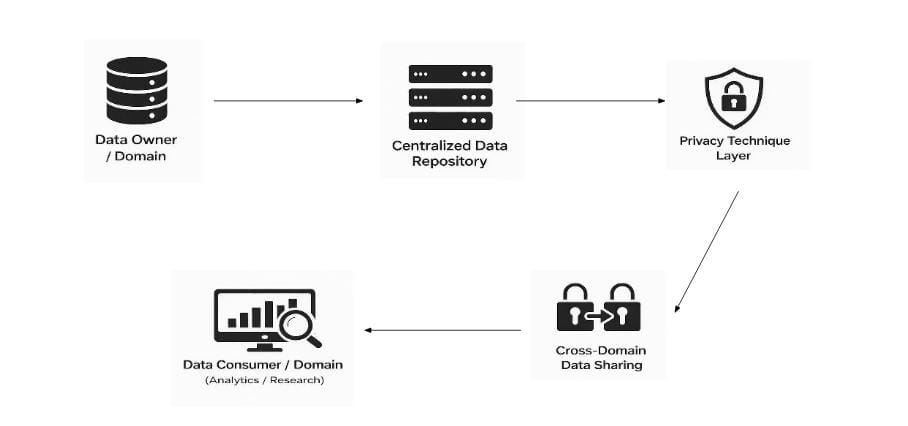 Data Owner
/ Domain
Centralized Data
Repository
Privacy Technique
Layer
Data Consumer / Domain
(Analytics / Research)
Cross-Domain
Data Sharing